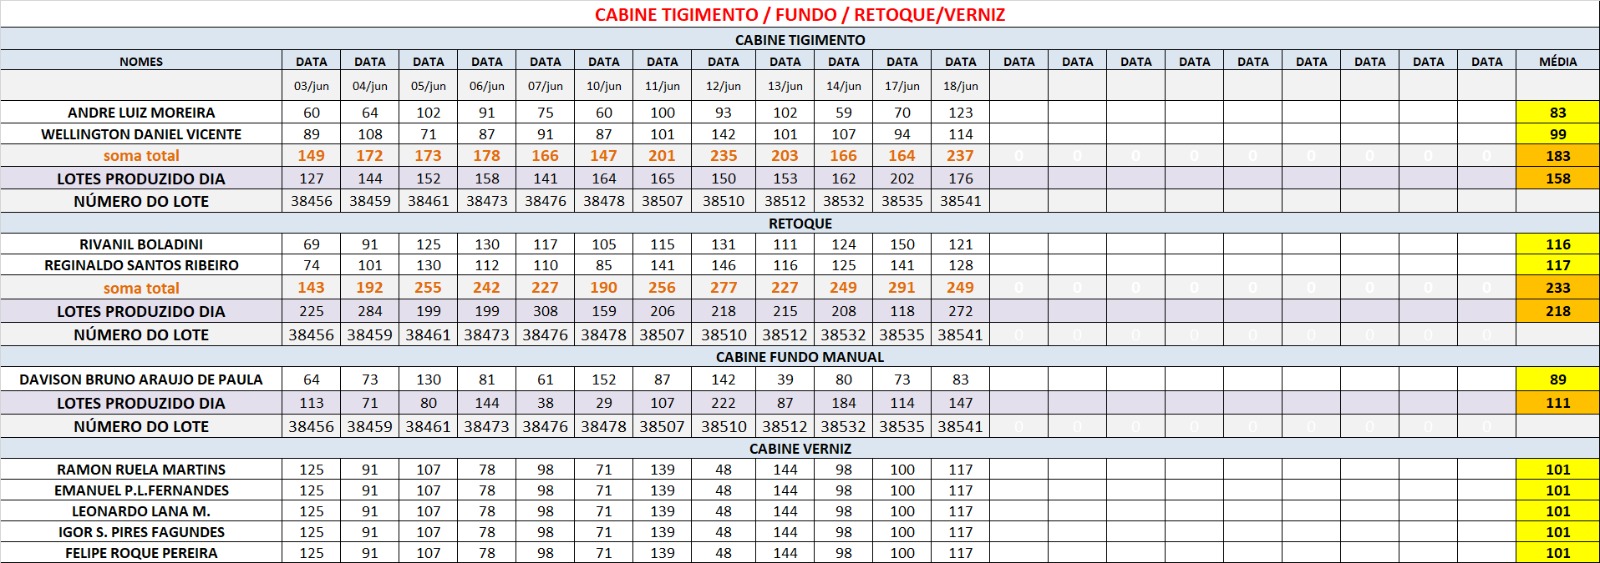 CABINE TIGIMENTO / FUNDO / RETOQUE/VERNIZ
CABINE TIGIMENTO
NOMES DATA DATA DATA DATA DATA DATA DATA DATA DATA DATA DATA DATA DATA DATA DATA DATA DATA DATA DATA DATA DATA MÉDIA
03/jun 04/jun 05/jun 06/jun 07/jun 10/jun 11/jun 12/jun 13/jun 14/jun 17/jun 18/jun
ANDRE LUIZ MOREIRA 60 64 102 91 75 60 100 93 102 59 70 123 83
WELLINGTON DANIEL VICENTE 89 108 71 87 91 87 101 142 101 107 94 114 99
soma total 149 172 173 178 166 147 201 235 203 166 164 237 0 0 0 0 0 0 0 0 0 183
LOTES PRODUZIDO DIA 127 144 152 158 141 164 165 150 153 162 202 176 158
NÚMERO DO LOTE 38456 38459 38461 38473 38476 38478 38507 38510 38512 38532 38535 38541
RETOQUE
RIVANIL BOLADINI 69 91 125 130 117 105 115 131 111 124 150 121 116
REGINALDO SANTOS RIBEIRO 74 101 130 112 110 85 141 146 116 125 141 128 117
soma total 143 192 255 242 227 190 256 277 227 249 291 249 0 0 0 0 0 0 0 0 0 233
LOTES PRODUZIDO DIA 225 284 199 199 308 159 206 218 215 208 118 272 218
NÚMERO DO LOTE 38456 38459 38461 38473 38476 38478 38507 38510 38512 38532 38535 38541 0 0 0 0 0 0 0 0 0
CABINE FUNDO MANUAL
DAVISON BRUNO ARAUJO DE PAULA 64 73 130 81 61 152 87 142 39 80 73 83 89
LOTES PRODUZIDO DIA 113 71 80 144 38 29 107 222 87 184 114 147 111
NÚMERO DO LOTE 38456 38459 38461 38473 38476 38478 38507 38510 38512 38532 38535 38541 0 0 0 0 0 0 0 0 0
CABINE VERNIZ
RAMON RUELA MARTINS 125 91 107 78 98 71 139 48 144 98 100 117 101
EMANUEL P.L.FERNANDES 125 91 107 78 98 71 139 48 144 98 100 117 101
LEONARDO LANA M. 125 91 107 78 98 71 139 48 144 98 100 117 101
IGOR S. PIRES FAGUNDES 125 91 107 78 98 71 139 48 144 98 100 117 101
FELIPE ROQUE PEREIRA 125 91 107 78 98 71 139 48 144 98 100 117 101